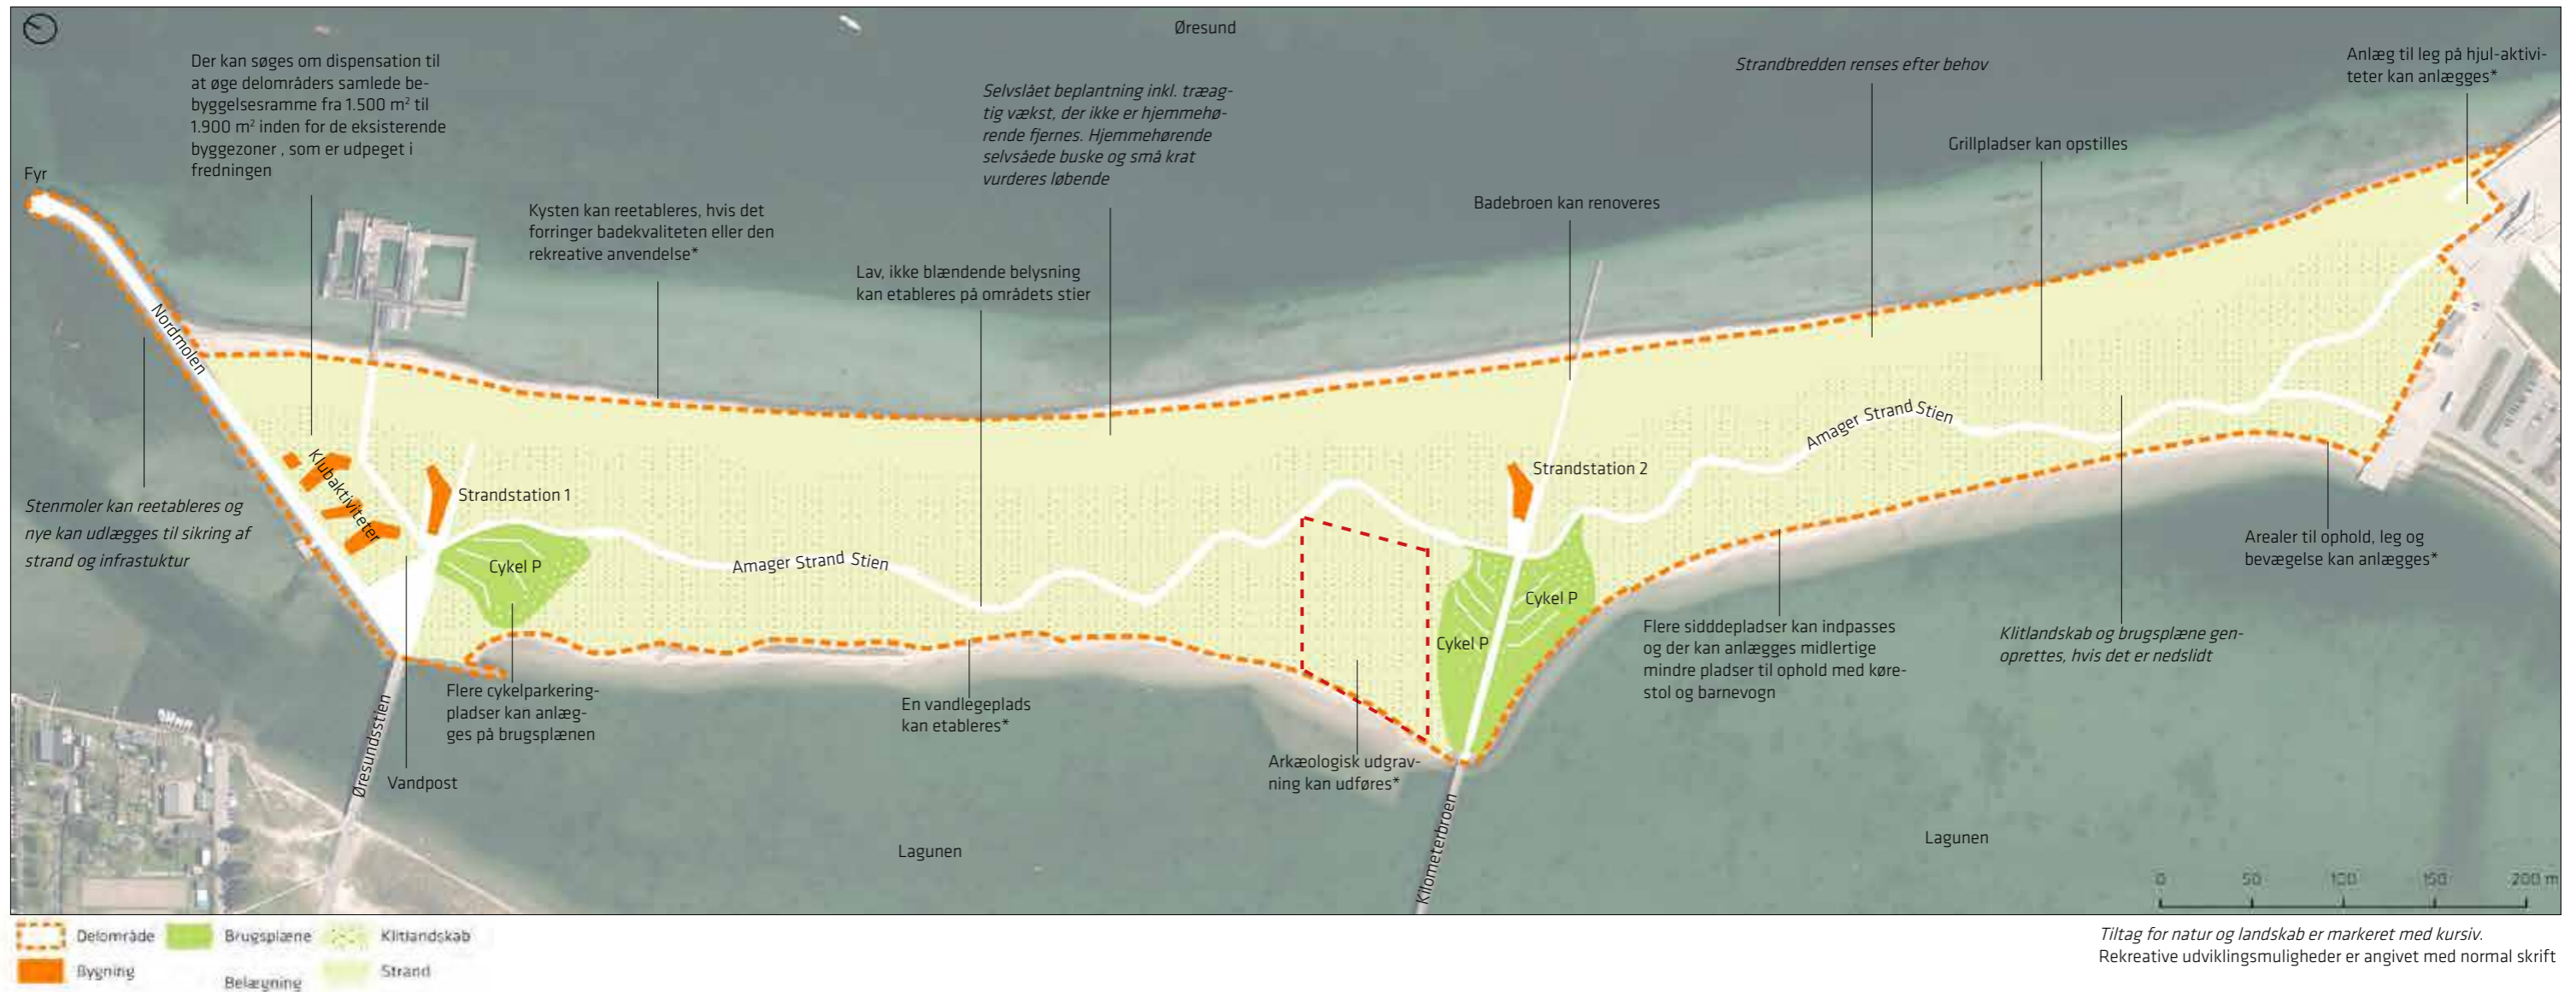 Øresund
Der kan søges om dispensation til
at øge delområders samlede be-
byggelsesramme fra 1.500 m² til
1.900 m² inden for de eksisterende
byggezoner , som er udpeget i
fredningen
Selvslået beplantning inkl. træag-
tig vækst, der ikke er hjemmehø-
rende fjernes. Hjemmehørende
selvsåede buske og små krat
vurderes løbende
Strandbredden renses efter behov
Anlæg til leg på hjul-aktivi-
teter kan anlægges*
Grillpladser kan opstilles
Fyr
Kysten kan reetableres, hvis det
forringer badekvaliteten eller den
rekreative anvendelse*
Badebroen kan renoveres
Lav, ikke blændende belysning
kan etableres på områdets stier
Nordmolen
Amager Strand Stien
Klubaktiviteter
Strandstation 1
Strandstation 2
Stenmoler kan reetableres og
nye kan udlægges til sikring af
strand og infrastuktur
Cykel P
Amager Strand Stien
Cykel P
Cykel P
Arealer til ophold, leg og
bevægelse kan anlægges*
Flere sidddepladser kan indpasses
og der kan anlægges midlertige
mindre pladser til ophold med køre-
stol og barnevogn
Klitlandskab og brugsplæne gen-
oprettes, hvis det er nedslidt
Flere cykelparkering-
pladser kan anlæg-
ges på brugsplænen
En vandlegeplads
kan etableres*
Arkæologisk udgrav-
ning kan udføres*
Øresundsstien
Vandpost
Kilometerbroen
Lagunen
Lagunen
0 50 100 150 200 m
Delområde Brugsplæne Klitlandskab
Bygning Belægning Strand
Tiltag for natur og landskab er markeret med kursiv.
Rekreative udviklingsmuligheder er angivet med normal skrift